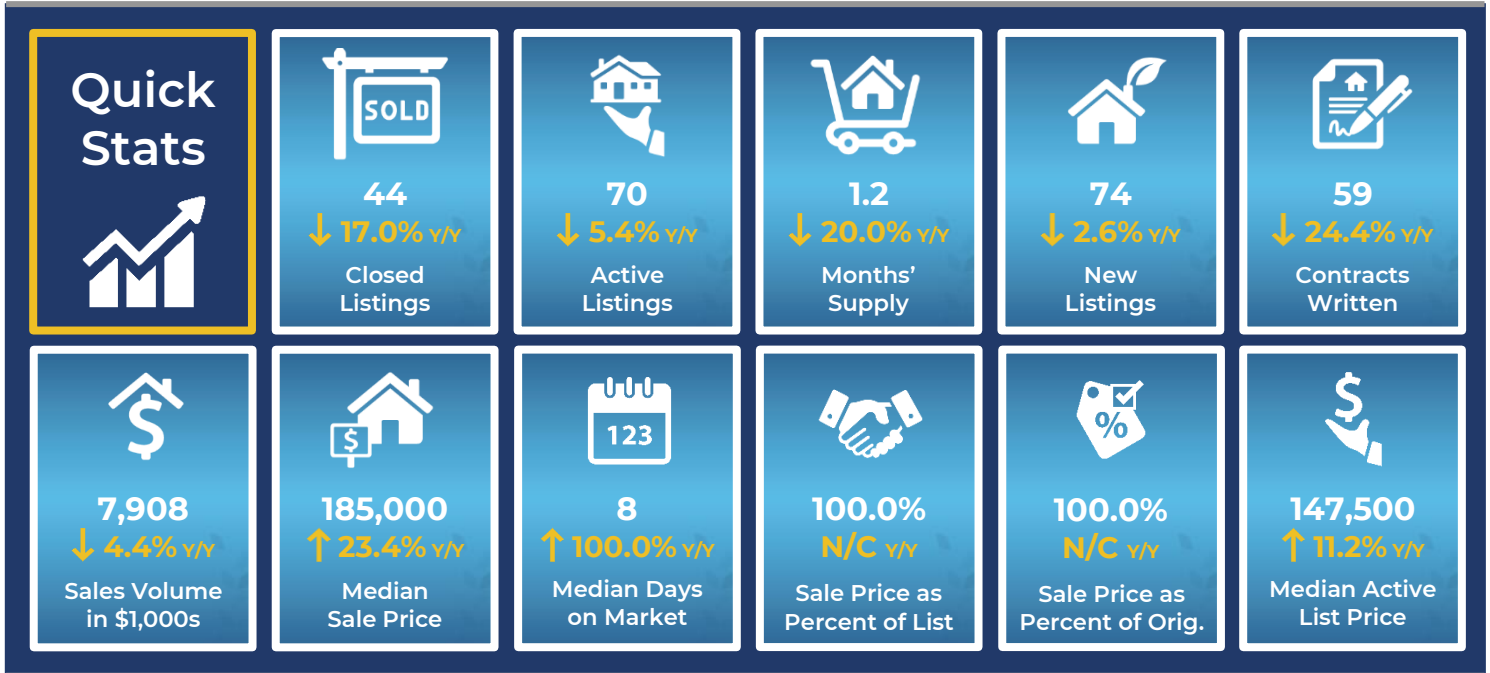 Quick
Stats
SOLD
44
↓ 17.0% Y/Y
Closed
Listings
70
↓ 5.4% Y/Y
Active
Listings
1.2
↓ 20.0% Y/Y
Months’
Supply
74
↓ 2.6% Y/Y
New
Listings
59
↓ 24.4% Y/Y
Contracts
Written
$
7,908
↓ 4.4% Y/Y
Sales Volume
in $1,000s
$
185,000
↑ 23.4% Y/Y
Median
Sale Price
123
8
↑ 100.0% Y/Y
Median Days
on Market
100.0%
N/C Y/Y
Sale Price as
Percent of List
%
100.0%
N/C Y/Y
Sale Price as
Percent of Orig.
$
147,500
↑ 11.2% Y/Y
Median Active
List Price